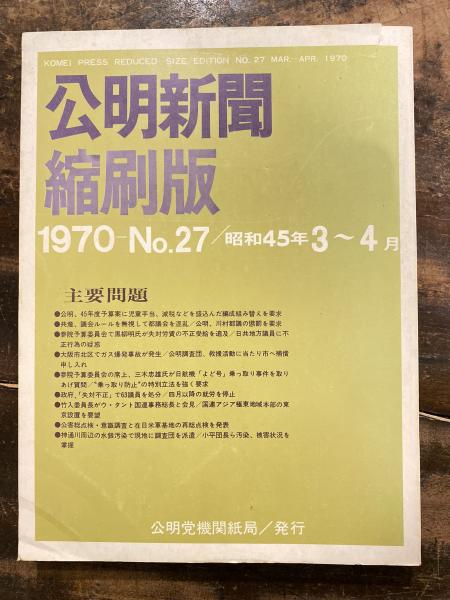 KOMEI PRESS REDUCED-SIZE EDITION NO. 27 MAR.-APR. 1970
公明新聞
縮刷版
1970-No.27/昭和45年3〜4月
主要問題
●公明、45年度予算案に児童手当、減税などを盛込んだ編成組み替えを要求
●共産、議会ルールを無視して都議会を混乱/公明、川村都議の懲罰を要求
●参院予算委員会で黒柳明氏が失対労賃の不正受給を追及/日共地方議員に不
正行為の疑惑
●大阪市北区でガス爆発事故が発生/公明調査団、救援活動に当たり市へ補償
申し入れ
●参院予算委員会の席上、三木忠雄氏が日航機「よど号」乗っ取り事件を取り
あげ質問/“乗っ取り防止”の特別立法を強く要求
●政府、「失対不正」で63議員を処分/四月以降の就労を停止
●竹入委員長がウ・タント国連事務総長と会見/国連アジア極東地域本部の東
京設置を要望
●公害総点検・意識調査と在日米軍基地の再総点検を発表
●神通川周辺の水銀汚染で現地に調査団を派遣/小平団長ら汚染、被害状況を
掌握
公明党機関紙局/発行